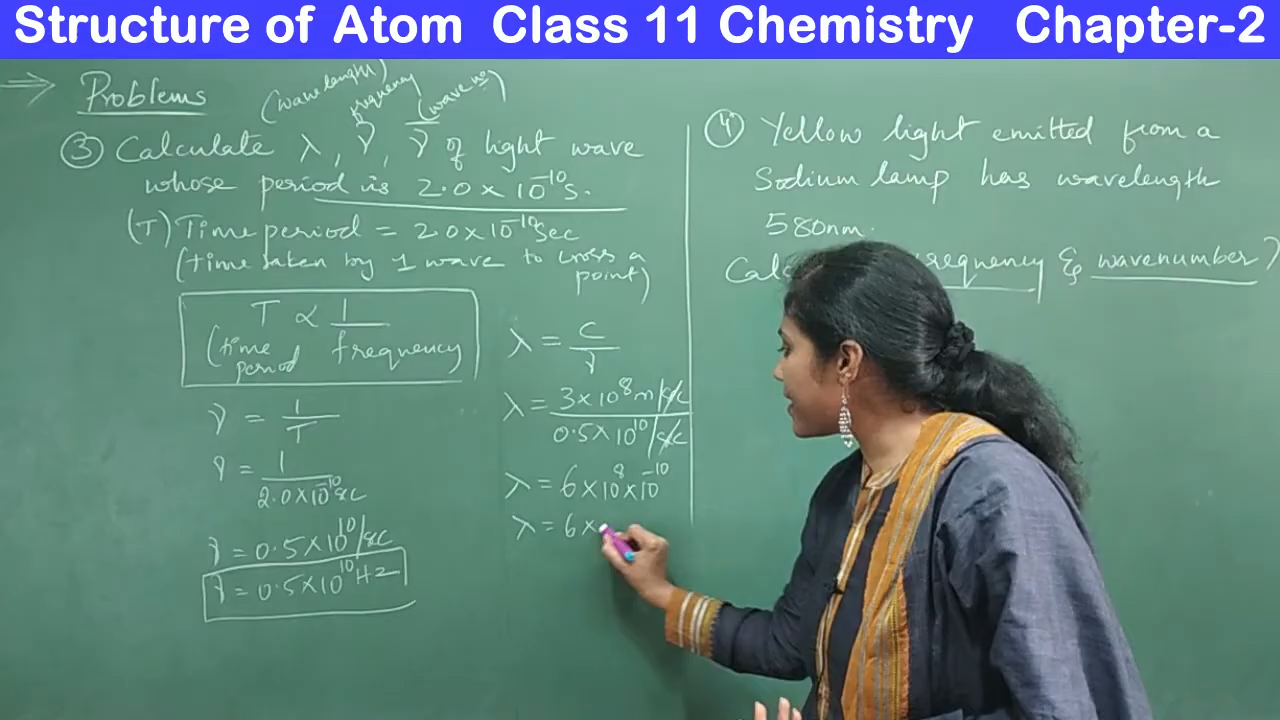 Structure of Atom Class 11 Chemistry Chapter-2
⇒ Problems
(wavelength) frequency (wave no)
③ Calculate λ, ν, ν̅ of light wave
whose period is 2.0 × 10⁻¹⁰ s.
(T) Time period = 2.0 × 10⁻¹⁰ sec
(time taken by 1 wave to cross a
point)
T ∝ 1
(time period frequency)
ν = 1/T
ν = 1/2.0×10⁻¹⁰ sec
ν = 0.5 × 10¹⁰/sec
ν = 0.5 × 10¹⁰ Hz
λ = C/ν
λ = 3 × 10⁸ m/sec
0.5 × 10¹⁰/sec
λ = 6 × 10⁸ × 10⁻¹⁰
λ = 6 ×
④ Yellow light emitted from a
Sodium lamp has wavelength
580nm.
& wavenumber?